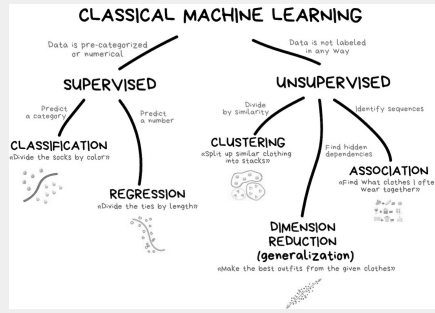 CLASSICAL MACHINE LEARNING
Data is pre-categorized
or numerical
Data is not labeled
in any way
SUPERVISED
UNSUPERVISED
Predict
a category
Predict
a number
Divide
by similarity
Identify sequences
Find hidden
dependencies
CLASSIFICATION
«Divide the socks by color»
REGRESSION
«Divide the ties by length»
CLUSTERING
«Split up similar clothing
into stacks»
ASSOCIATION
«Find what clothes I ofte
wear together»
DIMENSION
REDUCTION
(generalization)
«Make the best outfits from the given clothes»